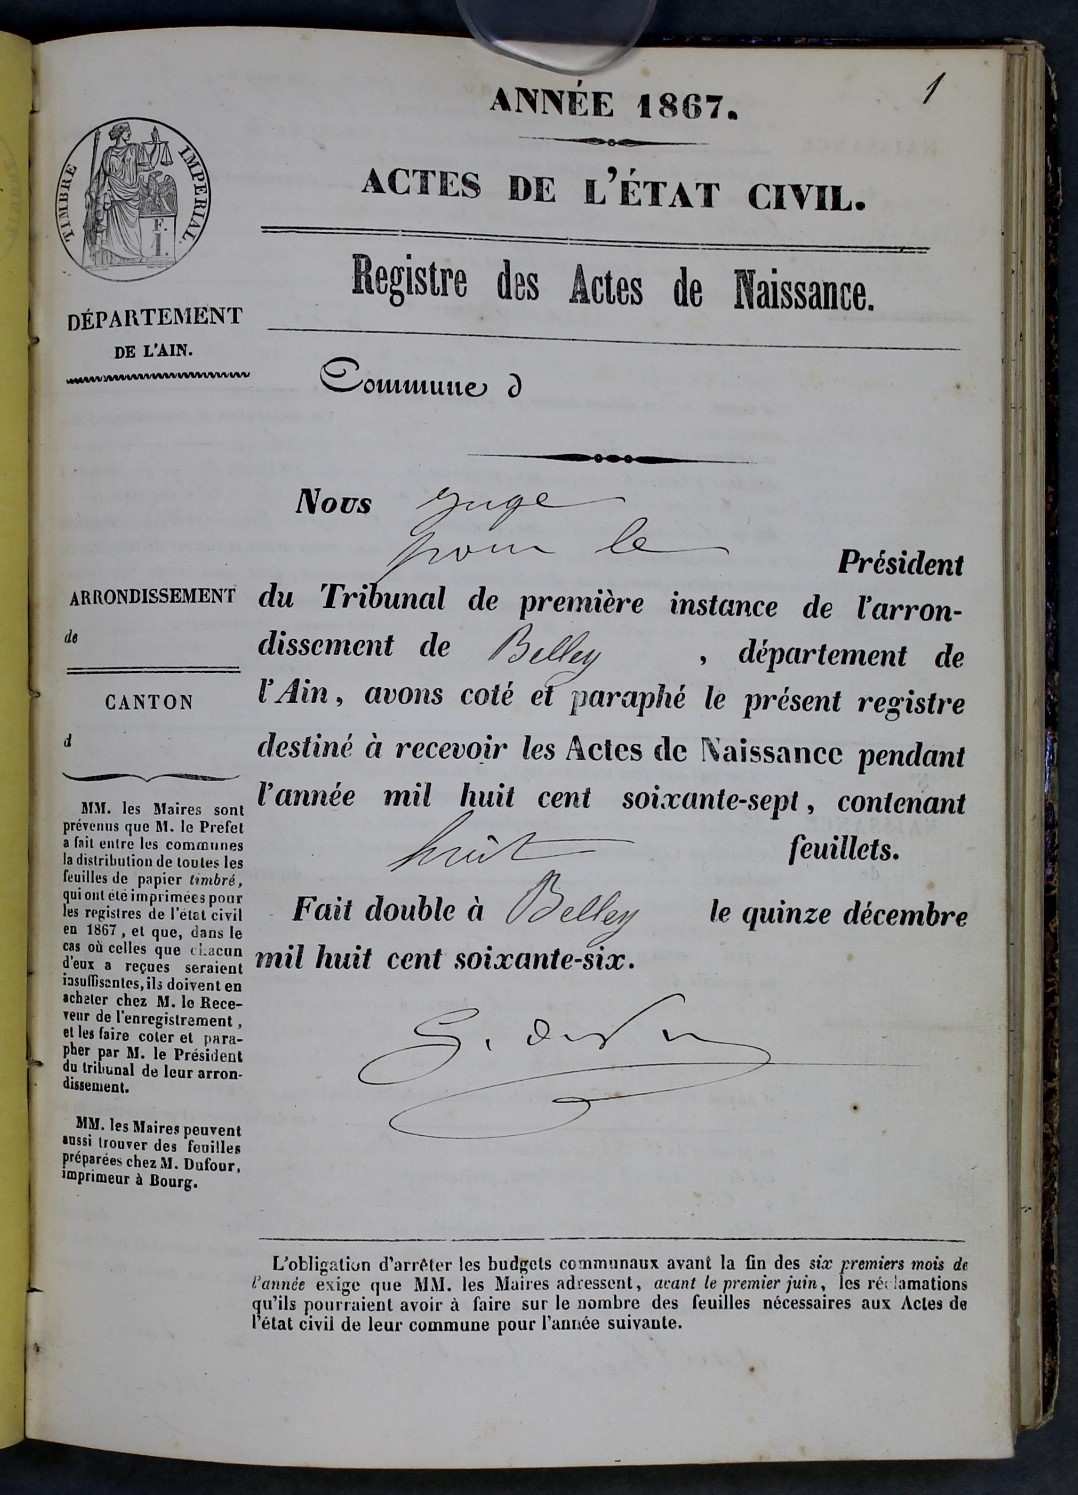 1
ANNÉE 1867.
ACTES DE L'ÉTAT CIVIL.
Registre des Actes de Naissance.
TIMBRE IMPERIAL.
F.
I.
DÉPARTEMENT
DE L'AIN.
Commune d
Nous Juge
pour le
Président
du Tribunal de première instance de l'arron-
dissement de Belley, département de
l'Ain, avons coté et paraphé le présent registre
destiné à recevoir les Actes de Naissance pendant
l'année mil huit cent soixante-sept, contenant
huit feuillets.
Fait double à Belley le quinze décembre
mil huit cent soixante-six.
ARRONDISSEMENT
de
CANTON
d
MM. les Maires sont
prévenus que M. le Préfet
a fait entre les communes
la distribution de toutes les
feuilles de papier timbré,
qui ont été imprimées pour
les registres de l'état civil
en 1867, et que, dans le
cas où celles que chacun
d'eux a reçues seraient
insuffisantes, ils doivent en
acheter chez M. le Rece-
veur de l'enregistrement,
et les faire coter et para-
pher par M. le Président
du tribunal de leur arron-
dissement.
MM. les Maires peuvent
aussi trouver des feuilles
préparées chez M. Dufour,
imprimeur à Bourg.
L'obligation d'arrêter les budgets communaux avant la fin des six premiers mois de
l'année exige que MM. les Maires adressent, avant le premier juin, les réclamations
qu'ils pourraient avoir à faire sur le nombre des feuilles nécessaires aux Actes de
l'état civil de leur commune pour l'année suivante.